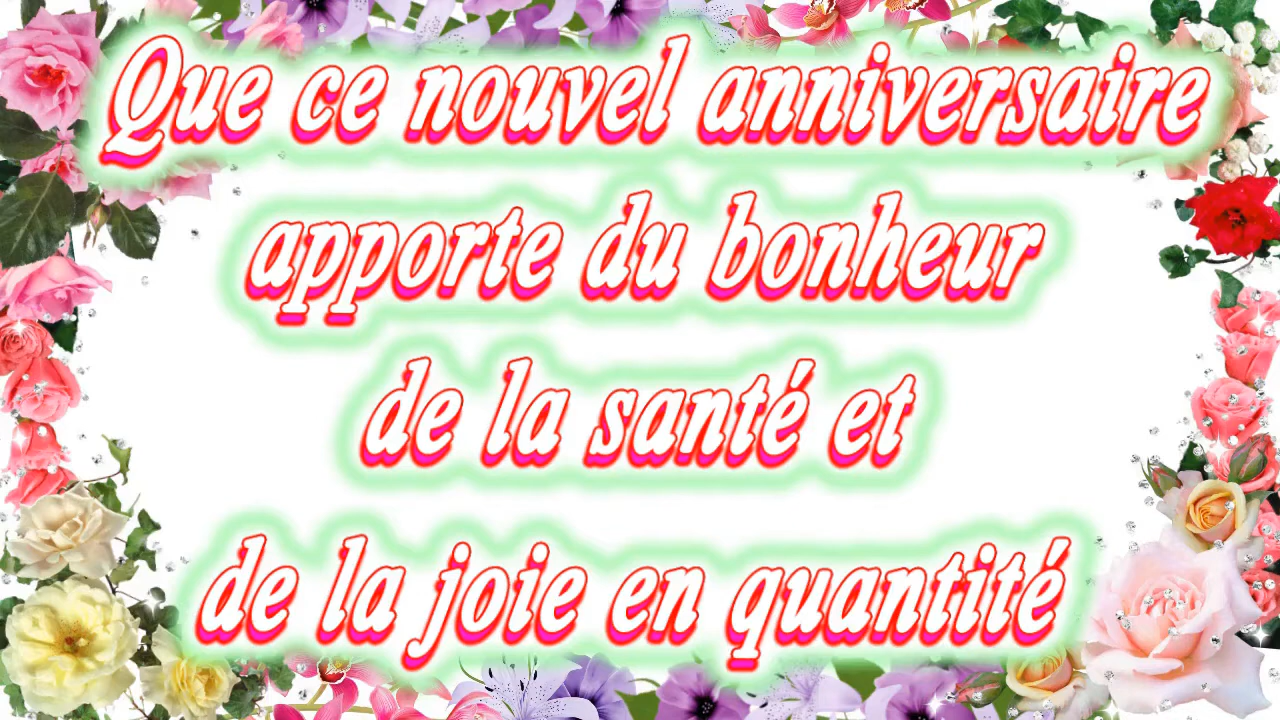 Que ce nouvel anniversaire
apporte du bonheur
de la santé et
de la joie en quantité